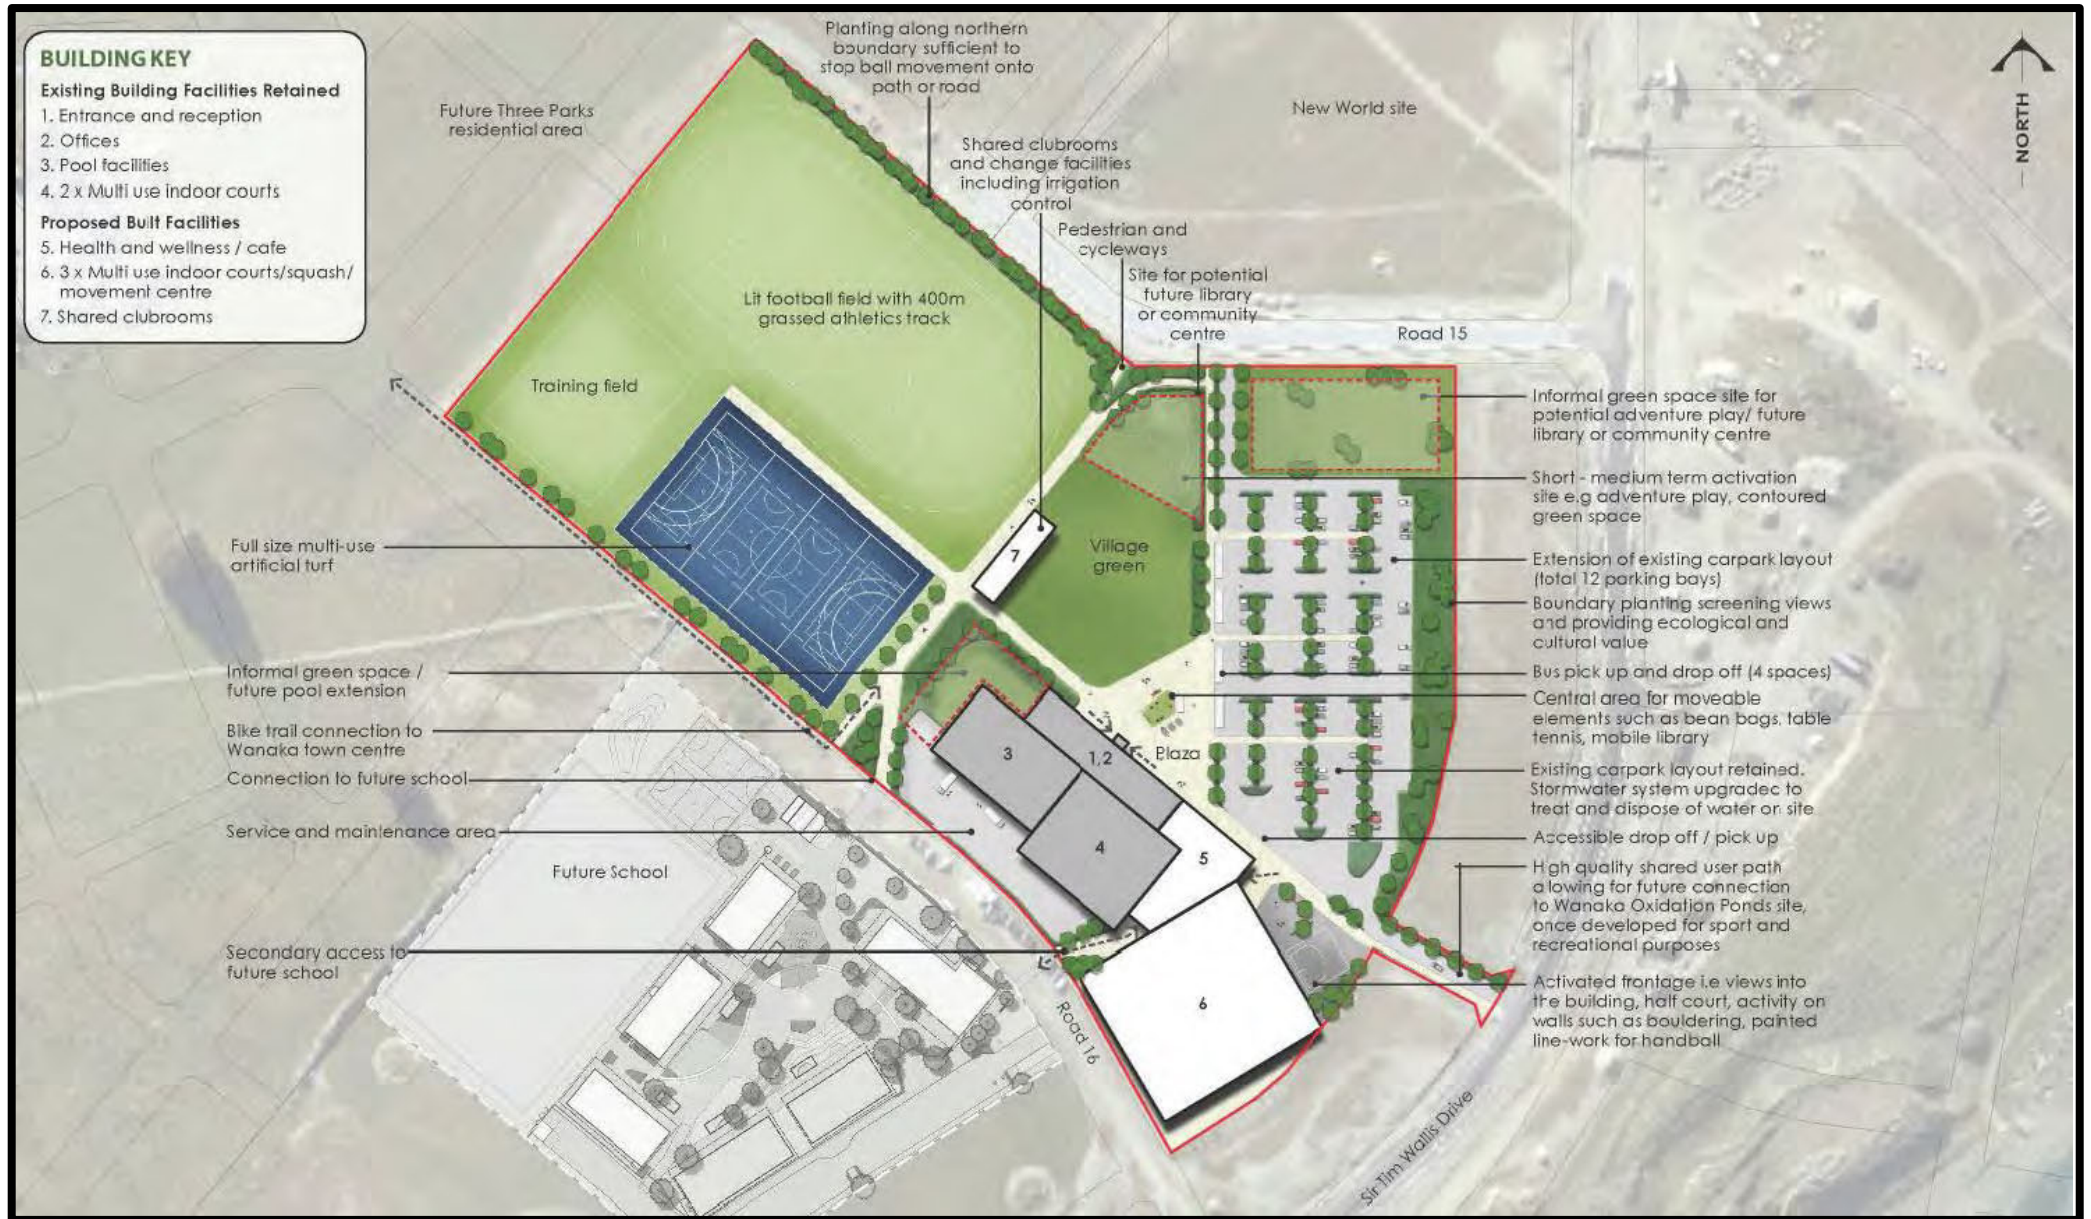 BUILDING KEY
Existing Building Facilities Retained
1. Entrance and reception
2. Offices
3. Pool facilities
4. 2 x Multi use indoor courts
Proposed Built Facilities
5. Health and wellness / cafe
6. 3 x Multi use indoor courts/squash/
movement centre
7. Shared clubrooms
Future Three Parks
residential area
Planting along northern
boundary sufficient to
stop ball movement onto
path or road
New World site
NORTH
Shared clubrooms
and change facilities
including irrigation
control
Pedestrian and
cycleways
Site for potential
future library
or community
centre
Road 15
Lit football field with 400m
grassed athletics track
Training field
Informal green space site for
potential adventure play/ future
library or community centre
Short - medium term activation
site e.g adventure play, contoured
green space
Extension of existing carpark layout
(total 12 parking bays)
Boundary planting screening views
and providing ecological and
cultural value
Bus pick up and drop off (4 spaces)
Central area for moveable
elements such as bean bags, table
tennis, mobile library
Existing carpark layout retained.
Stormwater system upgraded to
treat and dispose of water on site
Accessible drop off / pick up
High quality shared user path
allowing for future connection
to Wanaka Oxidation Ponds site,
once developed for sport and
recreational purposes
Activated frontage i.e views into
the building, half court, activity on
walls such as bouldering, painted
line-work for handball
Full size multi-use
artificial turf
Informal green space /
future pool extension
Bike trail connection to
Wanaka town centre
Connection to future school
Service and maintenance area
Future School
Secondary access to
future school
7
Village
green
3
1,2
Plaza
4
5
6
Road 16
Sir Tim Wallis Drive